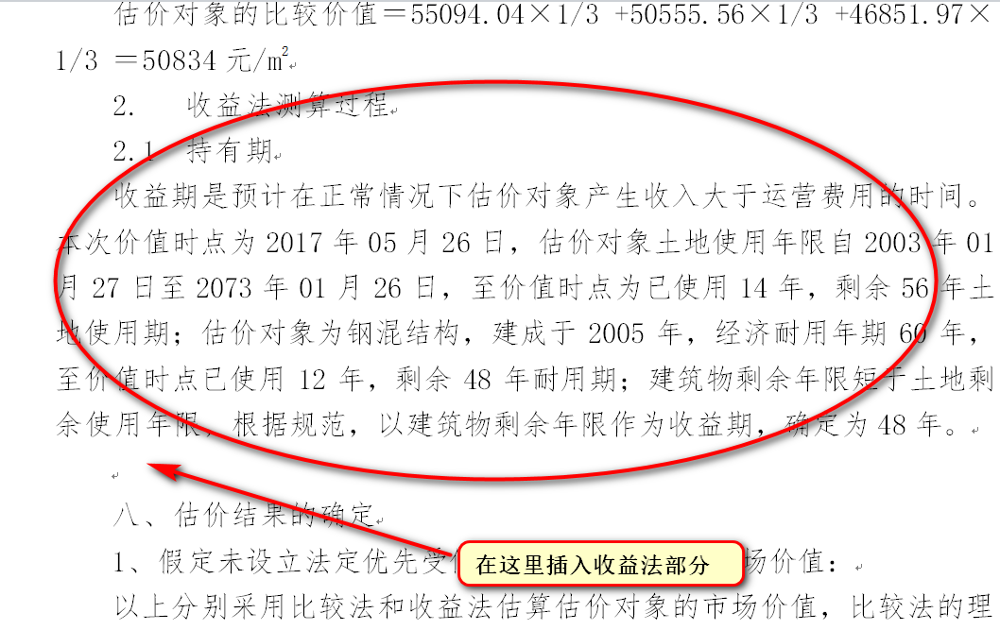 估价对象的比较价值＝55094.04×1/3 +50555.56×1/3 +46851.97×
1/3 ＝50834 元/m²
2. 收益法测算过程
2.1 持有期
收益期是预计在正常情况下估价对象产生收入大于运营费用的时间。
本次价值时点为 2017 年 05 月 26 日，估价对象土地使用年限自 2003 年 01
月 27 日至 2073 年 01 月 26 日，至价值时点为已使用 14 年，剩余 56 年土
地使用期；估价对象为钢混结构，建成于 2005 年，经济耐用年期 60 年，
至价值时点已使用 12 年，剩余 48 年耐用期；建筑物剩余年限短于土地剩
余使用年限，根据规范，以建筑物剩余年限作为收益期，确定为 48 年。
八、估价结果的确定
1、假定未设立法定优先受
场价值：
在这里插入收益法部分
以上分别采用比较法和收益法估算估价对象的市场价值，比较法的理